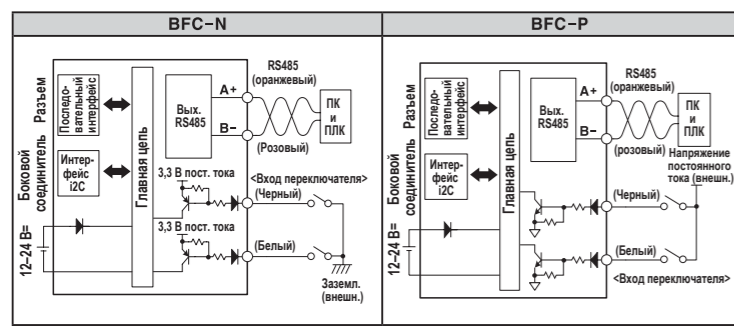 BFC-N
Боковой
соединитель
Разъем
12–24 В=
Последо-
вательный
интерфейс
Интер-
фейс
i2C
Главная цепь
Вых.
RS485
A+
B−
RS485
(оранжевый)
(Розовый)
ПК
и
ПЛК
3,3 В пост. тока
<Вход переключателя>
(Черный)
3,3 В пост. тока
(Белый)
Заземл.
(внешн.)
BFC-P
Боковой
соединитель
Разъем
12–24 В=
Последо-
вательный
интерфейс
Интер-
фейс
i2C
Главная цепь
Вых.
RS485
A+
B−
RS485
(оранжевый)
(розовый)
ПК
и
ПЛК
Напряжение
постоянного
тока (внешн.)
(Черный)
(Белый)
<Вход переключателя>